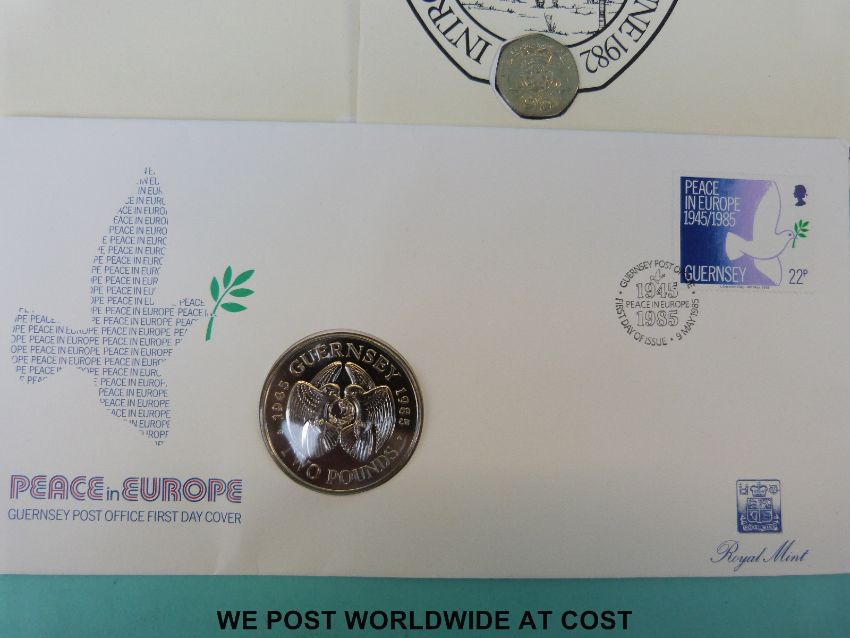 INTRO
UNE 1982
PEACE
IN EUROPE
1945/1985
GUERNSEY
22P
GUERNSEY POST OFFICE
1945
PEACE IN EUROPE
1985
FIRST DAY OF ISSUE • 9 MAY 1985
PEACE IN EUROPE
GUERNSEY
1945
1985
TWO POUNDS
PEACE in EUROPE
GUERNSEY POST OFFICE FIRST DAY COVER
Royal Mint
WE POST WORLDWIDE AT COST